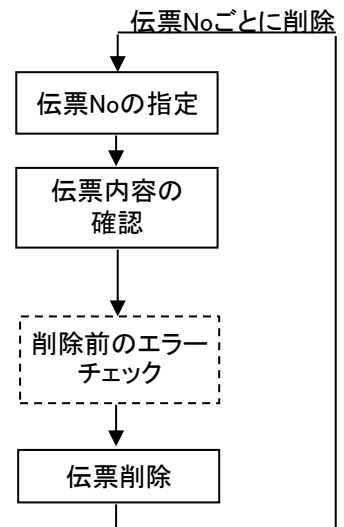 伝票Noごとに削除
伝票Noの指定
伝票内容の
確認
削除前のエラー
チェック
伝票削除